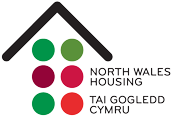 NORTH WALES
HOUSING
TAI GOGLEDD
CYMRU